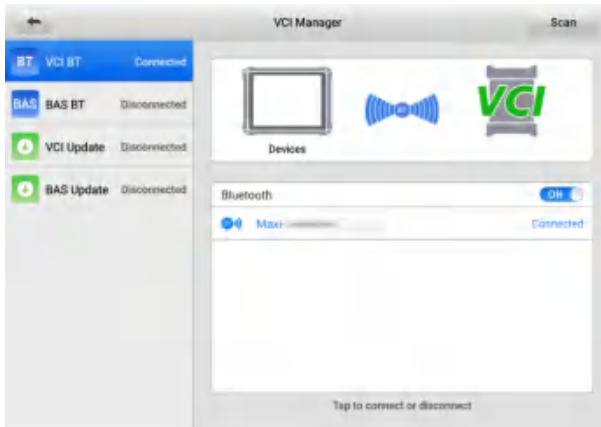 VCI Manager
Scan
BT VCI BT Connected
BAS BAS BT Disconnected
VCI Update Disconnected
BAS Update Disconnected
VCI
Devices
Bluetooth ON
Maxi Connected
Tap to connect or disconnect